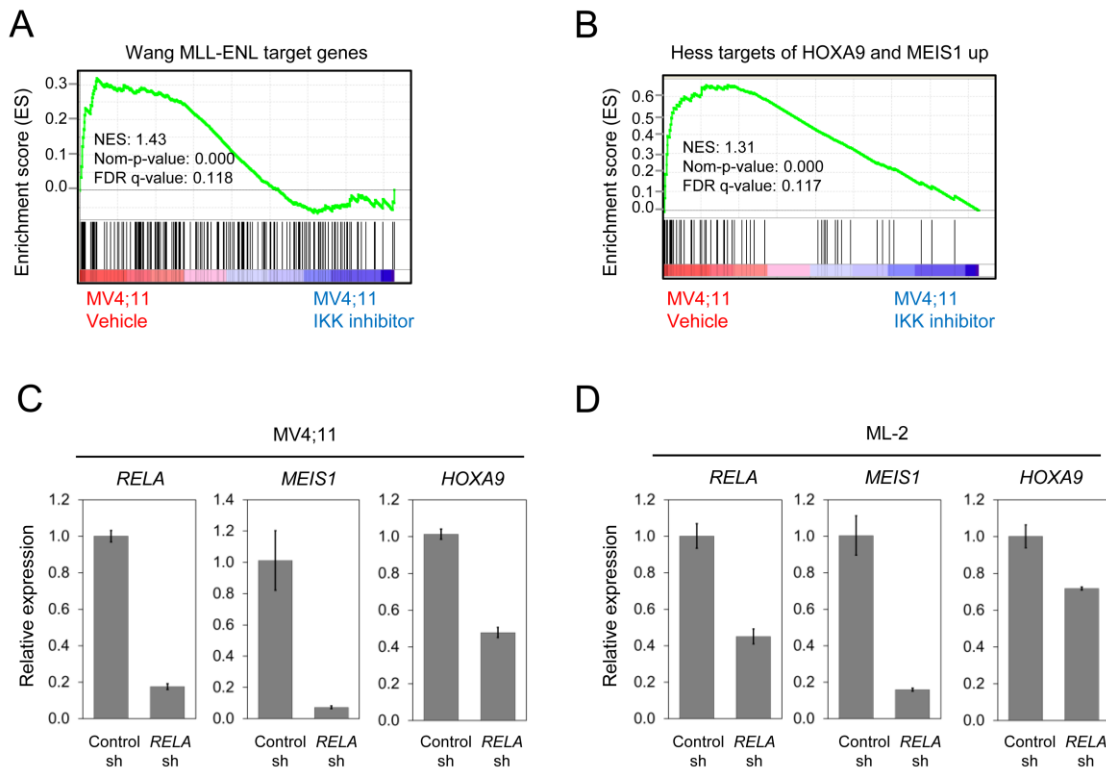 A
Wang MLL-ENL target genes
Enrichment score (ES)
0.3
0.2
0.1
0.0
NES: 1.43
Nom-p-value: 0.000
FDR q-value: 0.118
MV4;11
Vehicle
MV4;11
IKK inhibitor
B
Hess targets of HOXA9 and MEIS1 up
Enrichment score (ES)
0.6
0.5
0.4
0.3
0.2
0.1
0.0
NES: 1.31
Nom-p-value: 0.000
FDR q-value: 0.117
MV4;11
Vehicle
MV4;11
IKK inhibitor
C
MV4;11
Relative expression
RELA
1.2
1.0
0.8
0.6
0.4
0.2
0.0
Control
sh
RELA
sh
MEIS1
1.4
1.2
1.0
0.8
0.6
0.4
0.2
0.0
Control
sh
RELA
sh
HOXA9
1.2
1.0
0.8
0.6
0.4
0.2
0.0
Control
sh
RELA
sh
D
ML-2
Relative expression
RELA
1.2
1.0
0.8
0.6
0.4
0.2
0.0
Control
sh
RELA
sh
MEIS1
1.2
1.0
0.8
0.6
0.4
0.2
0.0
Control
sh
RELA
sh
HOXA9
1.2
1.0
0.8
0.6
0.4
0.2
0.0
Control
sh
RELA
sh